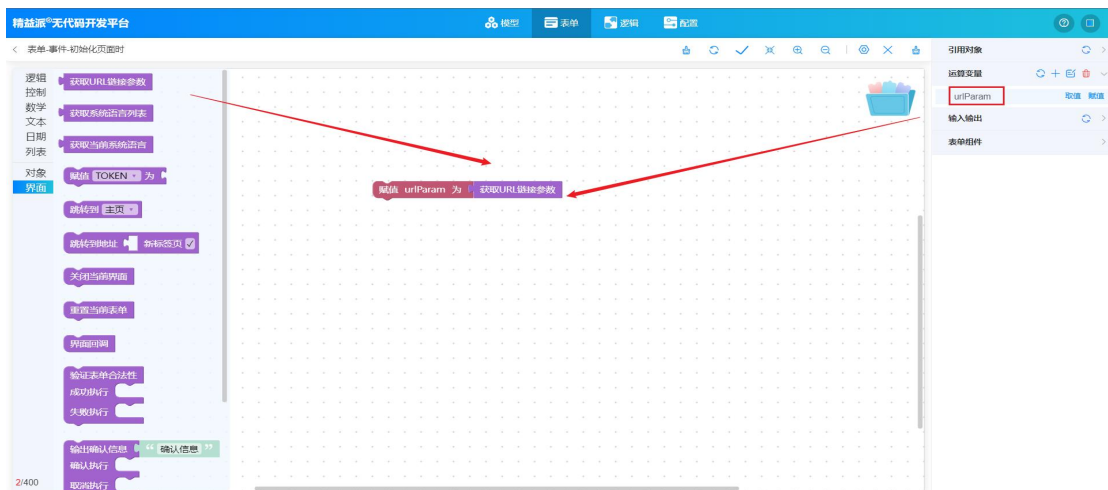 精益派®无代码开发平台
模型
表单
逻辑
配置
表单-事件-初始化页面时
引用对象
运算变量
urlParam
取值
赋值
输入输出
表单组件
逻辑
控制
数学
文本
日期
列表
对象
界面
获取URL链接参数
获取系统语言列表
获取当前系统语言
赋值 TOKEN 为
跳转到 主页
跳转到地址 新标签页
关闭当前界面
重置当前表单
界面回调
验证表单合法性
成功执行
失败执行
输出确认信息 “ 确认信息 ”
确认执行
取消执行
赋值 urlParam 为 获取URL链接参数
2/400